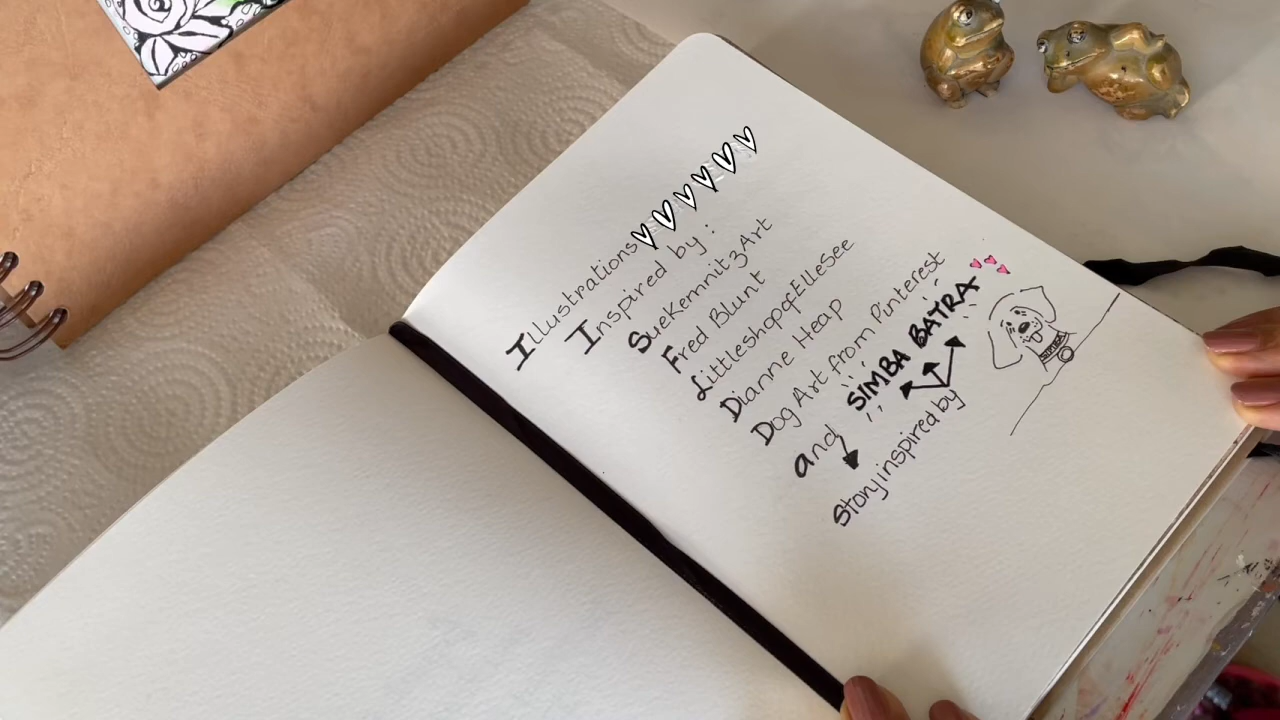 Illustrations
Inspired by:
SueKemnitzArt
Fred Blunt
LittleshopofElleSee
Dianne Heap
Dog Art from Pinterest
and SIMBA BATRA
Story inspired by
SIMBA